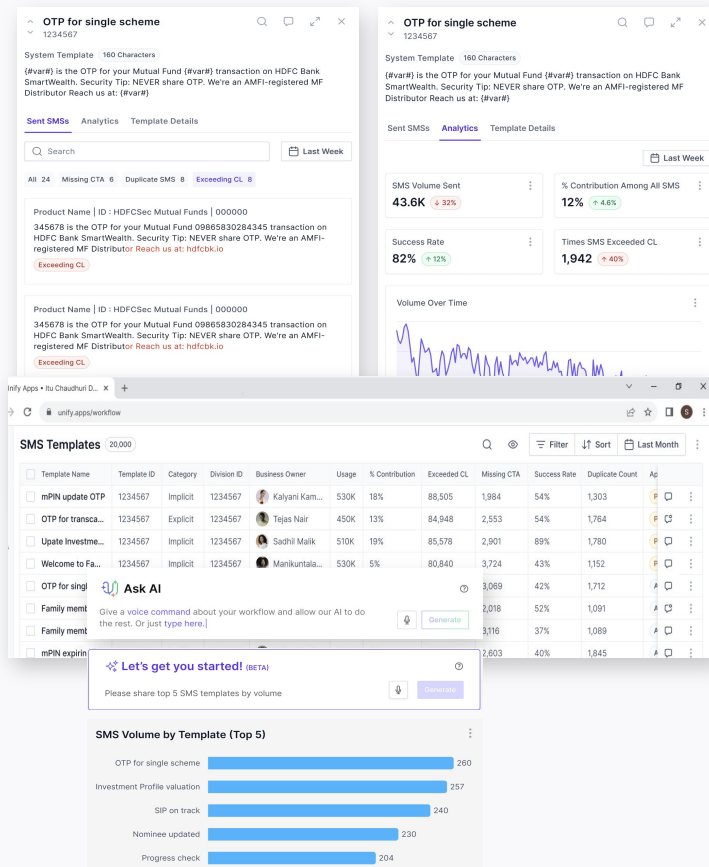 OTP for single scheme
1234567
System Template 160 Characters
{#var#} is the OTP for your Mutual Fund {#var#} transaction on HDFC Bank
SmartWealth. Security Tip: NEVER share OTP. We're an AMFI-registered MF
Distributor Reach us at: {#var#}
Sent SMSs Analytics Template Details
Search Last Week
All 24 Missing CTA 6 Duplicate SMS 8 Exceeding CL 8
Product Name | ID : HDFCSec Mutual Funds | 000000
345678 is the OTP for your Mutual Fund 09865830284345 transaction on
HDFC Bank SmartWealth. Security Tip: NEVER share OTP. We're an AMFI-
registered MF Distributor Reach us at: hdfcbk.io
Exceeding CL
Product Name | ID : HDFCSec Mutual Funds | 000000
345678 is the OTP for your Mutual Fund 09865830284345 transaction on
HDFC Bank SmartWealth. Security Tip: NEVER share OTP. We're an AMFI-
registered MF Distributor Reach us at: hdfcbk.io
Exceeding CL
OTP for single scheme
1234567
System Template 160 Characters
{#var#} is the OTP for your Mutual Fund {#var#} transaction on HDFC Bank
SmartWealth. Security Tip: NEVER share OTP. We're an AMFI-registered MF
Distributor Reach us at: {#var#}
Sent SMSs Analytics Template Details
Last Week
SMS Volume Sent % Contribution Among All SMS
43.6K ↓ 32% 12% ↑ 4.6%
Success Rate Times SMS Exceeded CL
82% ↑ 12% 1,942 ↑ 40%
Volume Over Time
Unify Apps • Itu Chaudhuri D... × +
unify.apps/workflow S
SMS Templates 20,000 Filter Sort Last Month
Template Name Template ID Category Division ID Business Owner Usage % Contribution Exceeded CL Missing CTA Success Rate Duplicate Count Ap
mPIN update OTP 1234567 Implicit 1234567 Kalyani Kam... 530K 18% 88,505 1,984 54% 1,303 P
OTP for transca... 1234567 Explicit 1234567 Tejas Nair 450K 13% 84,948 2,553 54% 1,764 P
Upate Investme... 1234567 Implicit 1234567 Sadhil Malik 510K 19% 85,578 2,901 89% 1,780 P
Welcome to Fa... 1234567 Implicit 1234567 Manikuntala... 530K 5% 80,840 3,724 43% 1,152 P
OTP for singl 3,069 42% 1,712 A
Family memb 2,018 52% 1,091 A
Family memb 3,116 37% 1,089 A
mPIN expirin 2,603 40% 1,845 A
Ask AI
Give a voice command about your workflow and allow our AI to do
the rest. Or just type here.
Generate
Let's get you started! (BETA)
Please share top 5 SMS templates by volume
Generate
SMS Volume by Template (Top 5)
OTP for single scheme 260
Investment Profile valuation 257
SIP on track 240
Nominee updated 230
Progress check 204